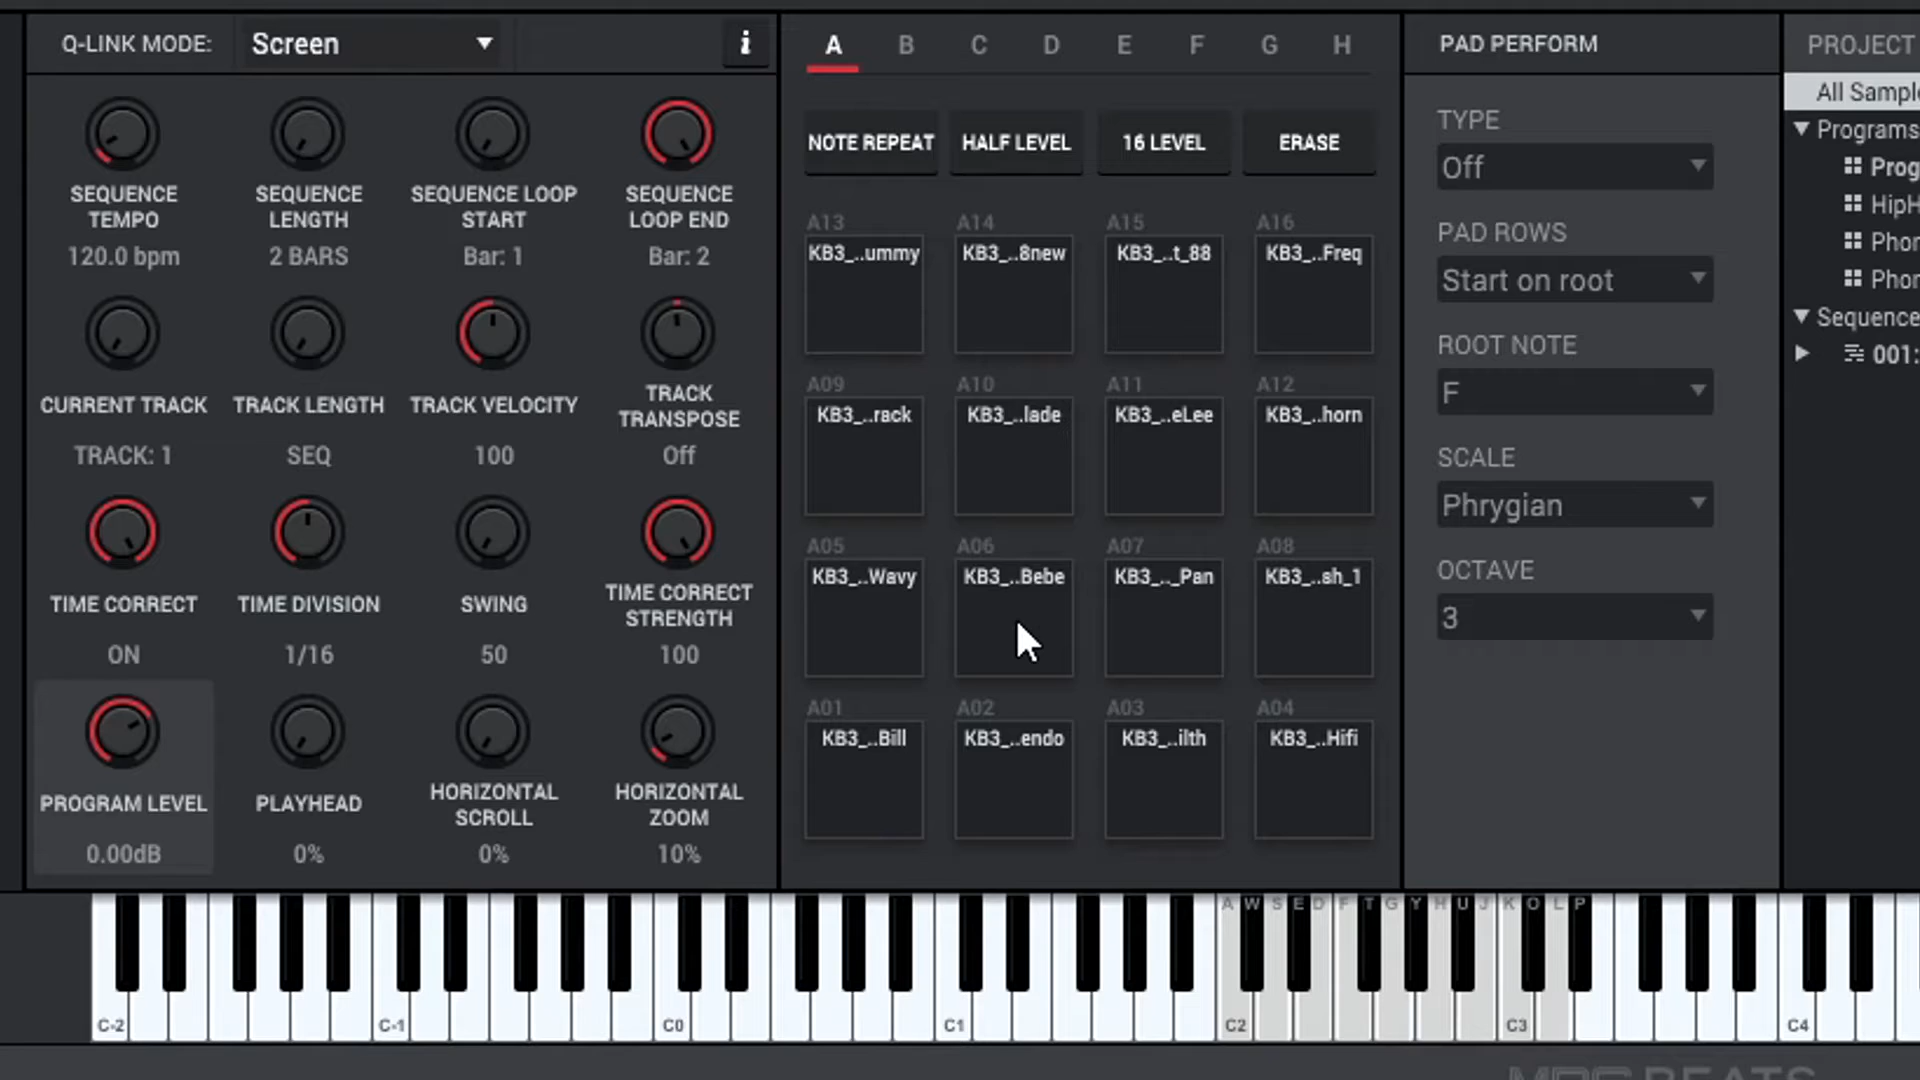 Q-LINK MODE: Screen i
SEQUENCE TEMPO
120.0 bpm
SEQUENCE LENGTH
2 BARS
SEQUENCE LOOP START
Bar: 1
SEQUENCE LOOP END
Bar: 2
CURRENT TRACK
TRACK: 1
TRACK LENGTH
SEQ
TRACK VELOCITY
100
TRACK TRANSPOSE
Off
TIME CORRECT
ON
TIME DIVISION
1/16
SWING
50
TIME CORRECT STRENGTH
100
PROGRAM LEVEL
0.00dB
PLAYHEAD
0%
HORIZONTAL SCROLL
0%
HORIZONTAL ZOOM
10%
A B C D E F G H
NOTE REPEAT HALF LEVEL 16 LEVEL ERASE
A13 A14 A15 A16
KB3_..ummy KB3_..8new KB3_..t_88 KB3_..Freq
A09 A10 A11 A12
KB3_..rack KB3_..lade KB3_..eLee KB3_..horn
A05 A06 A07 A08
KB3_..Wavy KB3_..Bebe KB3_.._Pan KB3_..sh_1
A01 A02 A03 A04
KB3_..Bill KB3_..endo KB3_..ilth KB3_..Hifi
PAD PERFORM
TYPE
Off
PAD ROWS
Start on root
ROOT NOTE
F
SCALE
Phrygian
OCTAVE
3
PROJECT
All Sample
Programs
Prog
HipH
Phor
Phor
Sequence
001:
A W S E D F T G Y H U J K O L P
C-2 C-1 C0 C1 C2 C3 C4
MPC BEATS